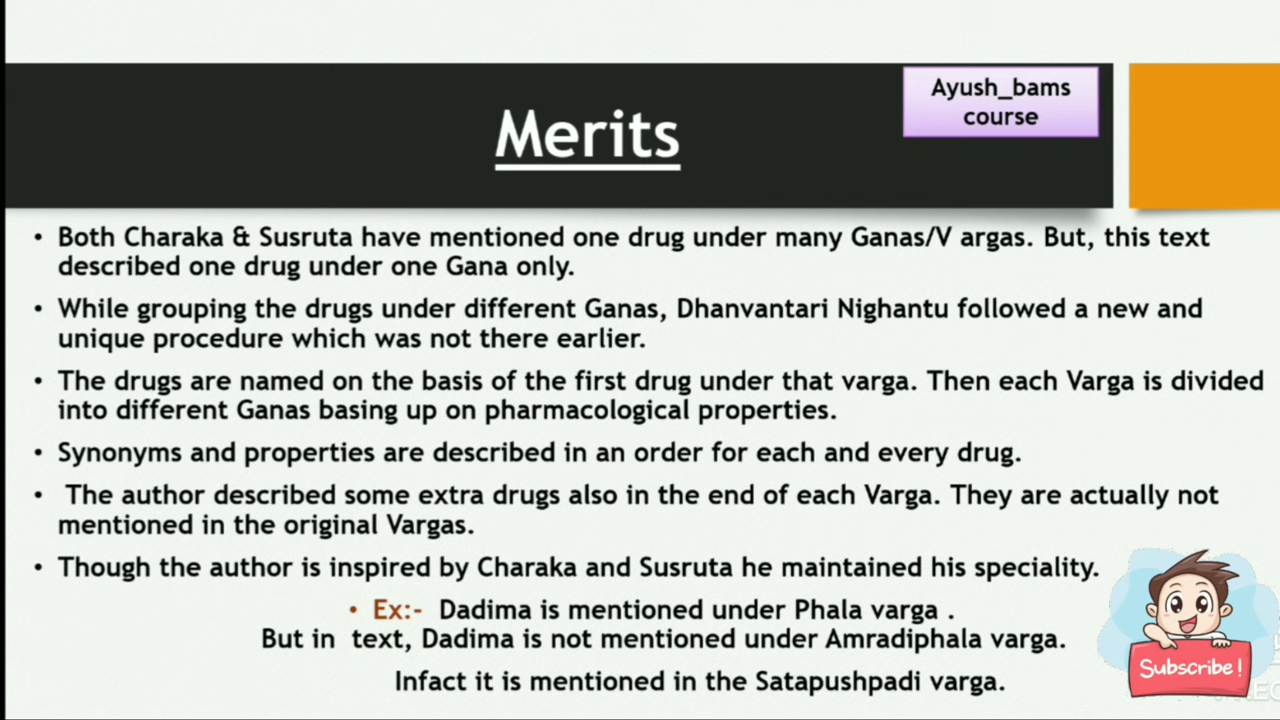 Ayush_bams
course
Merits
• Both Charaka & Susruta have mentioned one drug under many Ganas/V argas. But, this text
described one drug under one Gana only.
• While grouping the drugs under different Ganas, Dhanvantari Nighantu followed a new and
unique procedure which was not there earlier.
• The drugs are named on the basis of the first drug under that varga. Then each Varga is divided
into different Ganas basing up on pharmacological properties.
• Synonyms and properties are described in an order for each and every drug.
• The author described some extra drugs also in the end of each Varga. They are actually not
mentioned in the original Vargas.
• Though the author is inspired by Charaka and Susruta he maintained his speciality.
• Ex:- Dadima is mentioned under Phala varga .
But in text, Dadima is not mentioned under Amradiphala varga.
Infact it is mentioned in the Satapushpadi varga.
Subscribe!